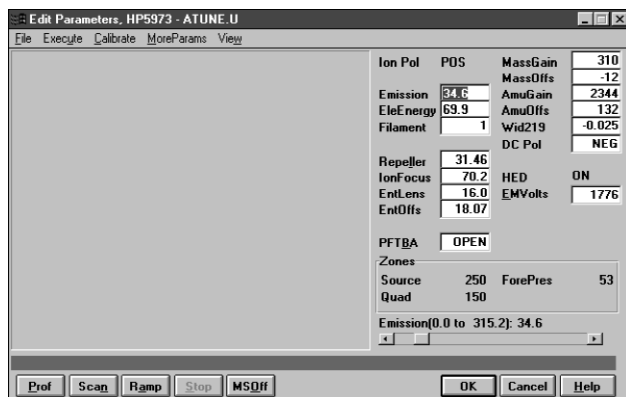 Edit Parameters, HP5973 - ATUNE.U
File Execute Calibrate MoreParams View
Ion Pol POS MassGain 310
MassOffs -12
Emission 34.6 AmuGain 2344
EleEnergy 69.9 AmuOffs 132
Filament 1 Wid219 -0.025
DC Pol NEG
Repeller 31.46
IonFocus 70.2 HED ON
EntLens 16.0 EMVolts 1776
EntOffs 18.07
PFTBA OPEN
Zones
Source 250 ForePres 53
Quad 150
Emission(0.0 to 315.2): 34.6
Prof Scan Ramp Stop MSOff OK Cancel Help